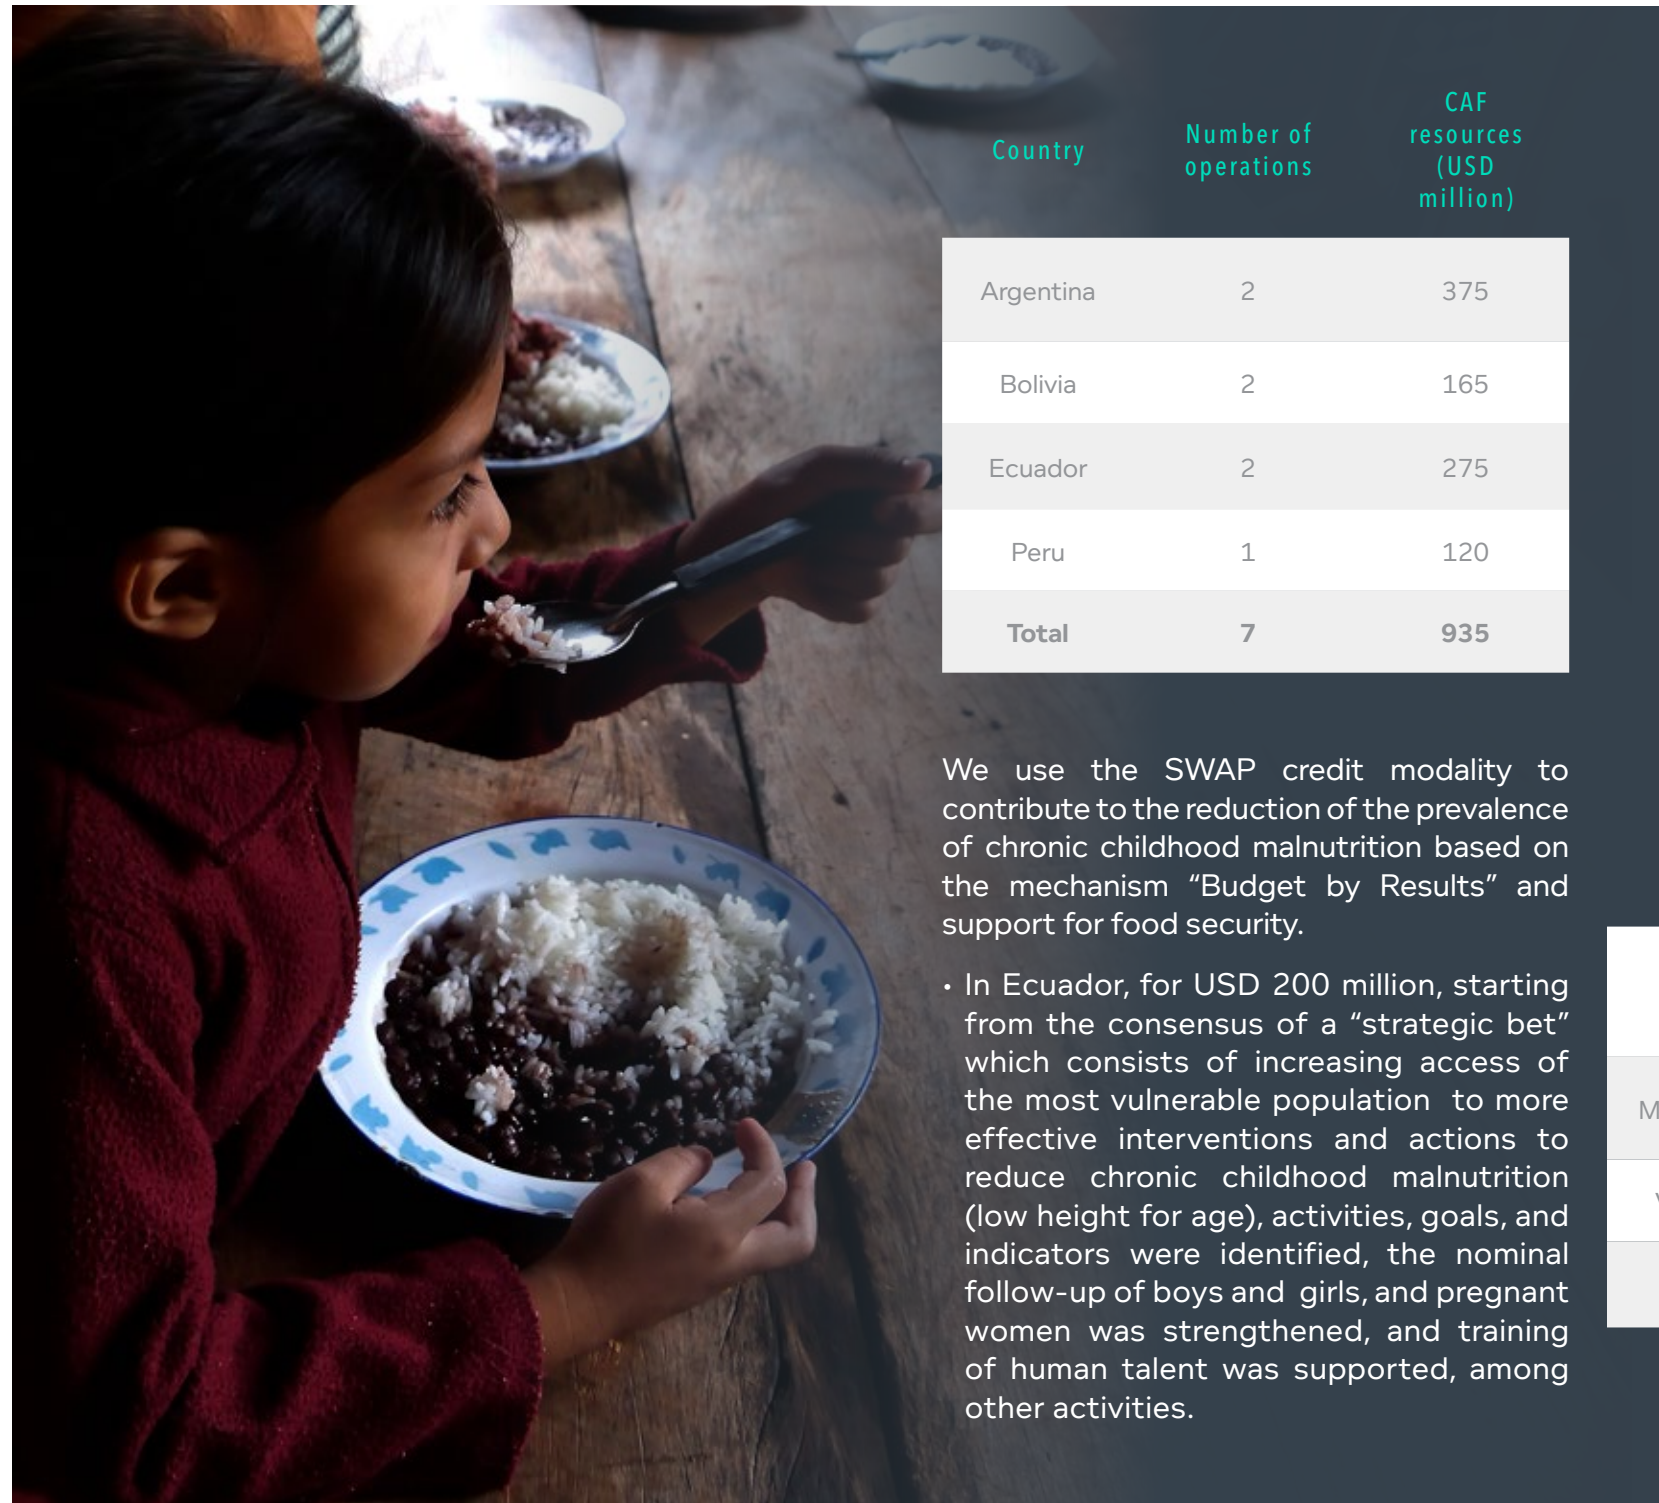 Country
Number of
operations
CAF
resources
(USD
million)
Argentina 2 375
Bolivia 2 165
Ecuador 2 275
Peru 1 120
Total 7 935
We use the SWAP credit modality to
contribute to the reduction of the prevalence
of chronic childhood malnutrition based on
the mechanism “Budget by Results” and
support for food security.
• In Ecuador, for USD 200 million, starting
from the consensus of a “strategic bet”
which consists of increasing access of
the most vulnerable population to more
effective interventions and actions to
reduce chronic childhood malnutrition
(low height for age), activities, goals, and
indicators were identified, the nominal
follow-up of boys and girls, and pregnant
women was strengthened, and training
of human talent was supported, among
other activities.